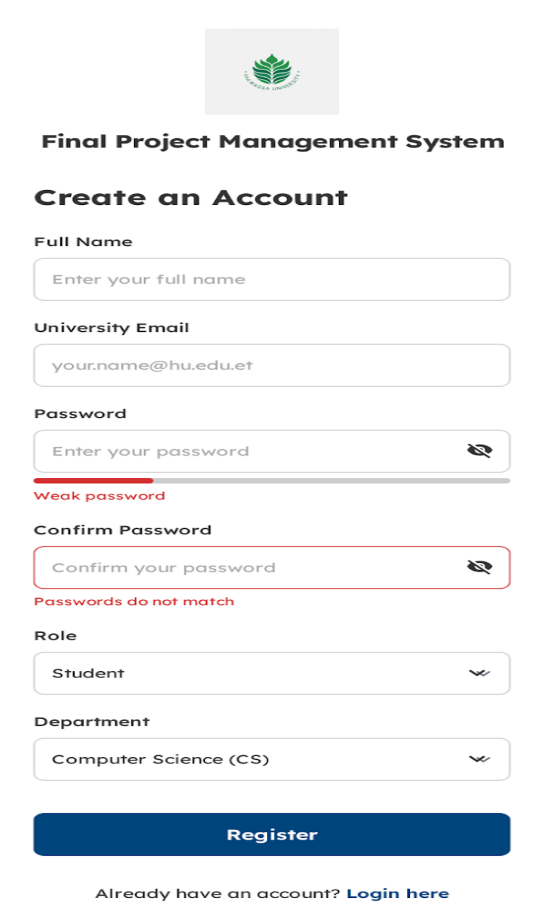 HAWASSA UNIVERSITY
Final Project Management System
Create an Account
Full Name
Enter your full name
University Email
your.name@hu.edu.et
Password
Enter your password
Weak password
Confirm Password
Confirm your password
Passwords do not match
Role
Student
Department
Computer Science (CS)
Register
Already have an account? Login here